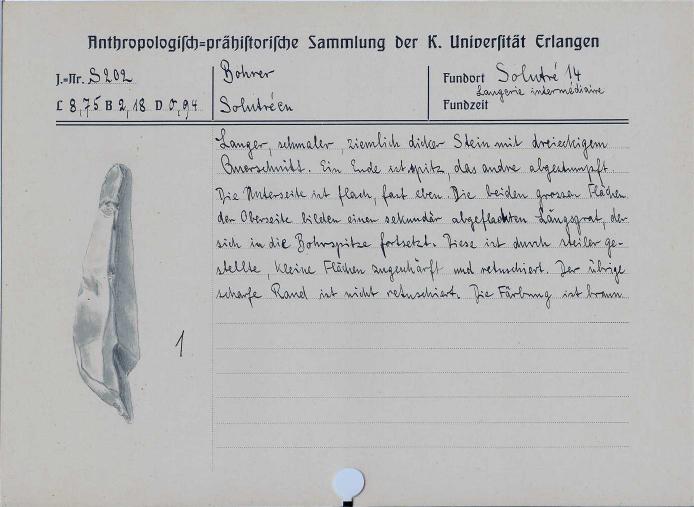 Anthropologisch=prähistorische Sammlung der K. Universität Erlangen
J.=Nr. S202
Bohrer
Fundort Solutré 14
Laugerie intermédiaire
L 8,75 B 2,18 D 0,94
Solutréen
Fundzeit
Langer, schmaler, ziemlich dicker Stein mit dreieckigem
Querschnitt. Ein Ende ist spitz, das andre abgestumpft.
Die Unterseite ist flach, fast eben. Die beiden grossen Flächen
der Oberseite bilden einen sekundär abgeflachten Längsgrat, der
sich in die Bohrspitze fortsetzt. Diese ist durch steiler ge-
stellte, kleine Flächen zugeschärft und retuschiert. Der übrige
scharfe Rand ist nicht retuschiert. Die Färbung ist braun
1